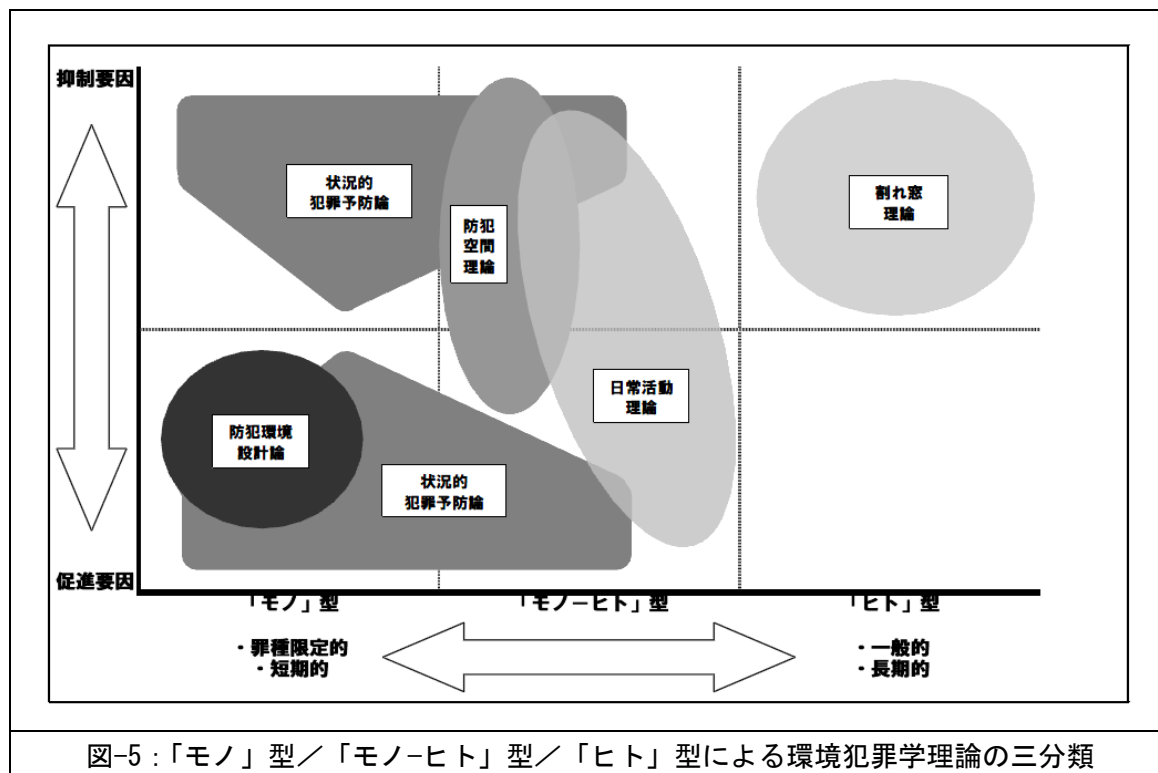 抑制要因
状況的
犯罪予防論
防犯
空間
理論
割れ窓
理論
日常活動
理論
防犯環境
設計論
状況的
犯罪予防論
促進要因
「モノ」型
「モノ−ヒト」型
「ヒト」型
・罪種限定的
・短期的
・一般的
・長期的
図−5：「モノ」型／「モノ−ヒト」型／「ヒト」型による環境犯罪学理論の三分類